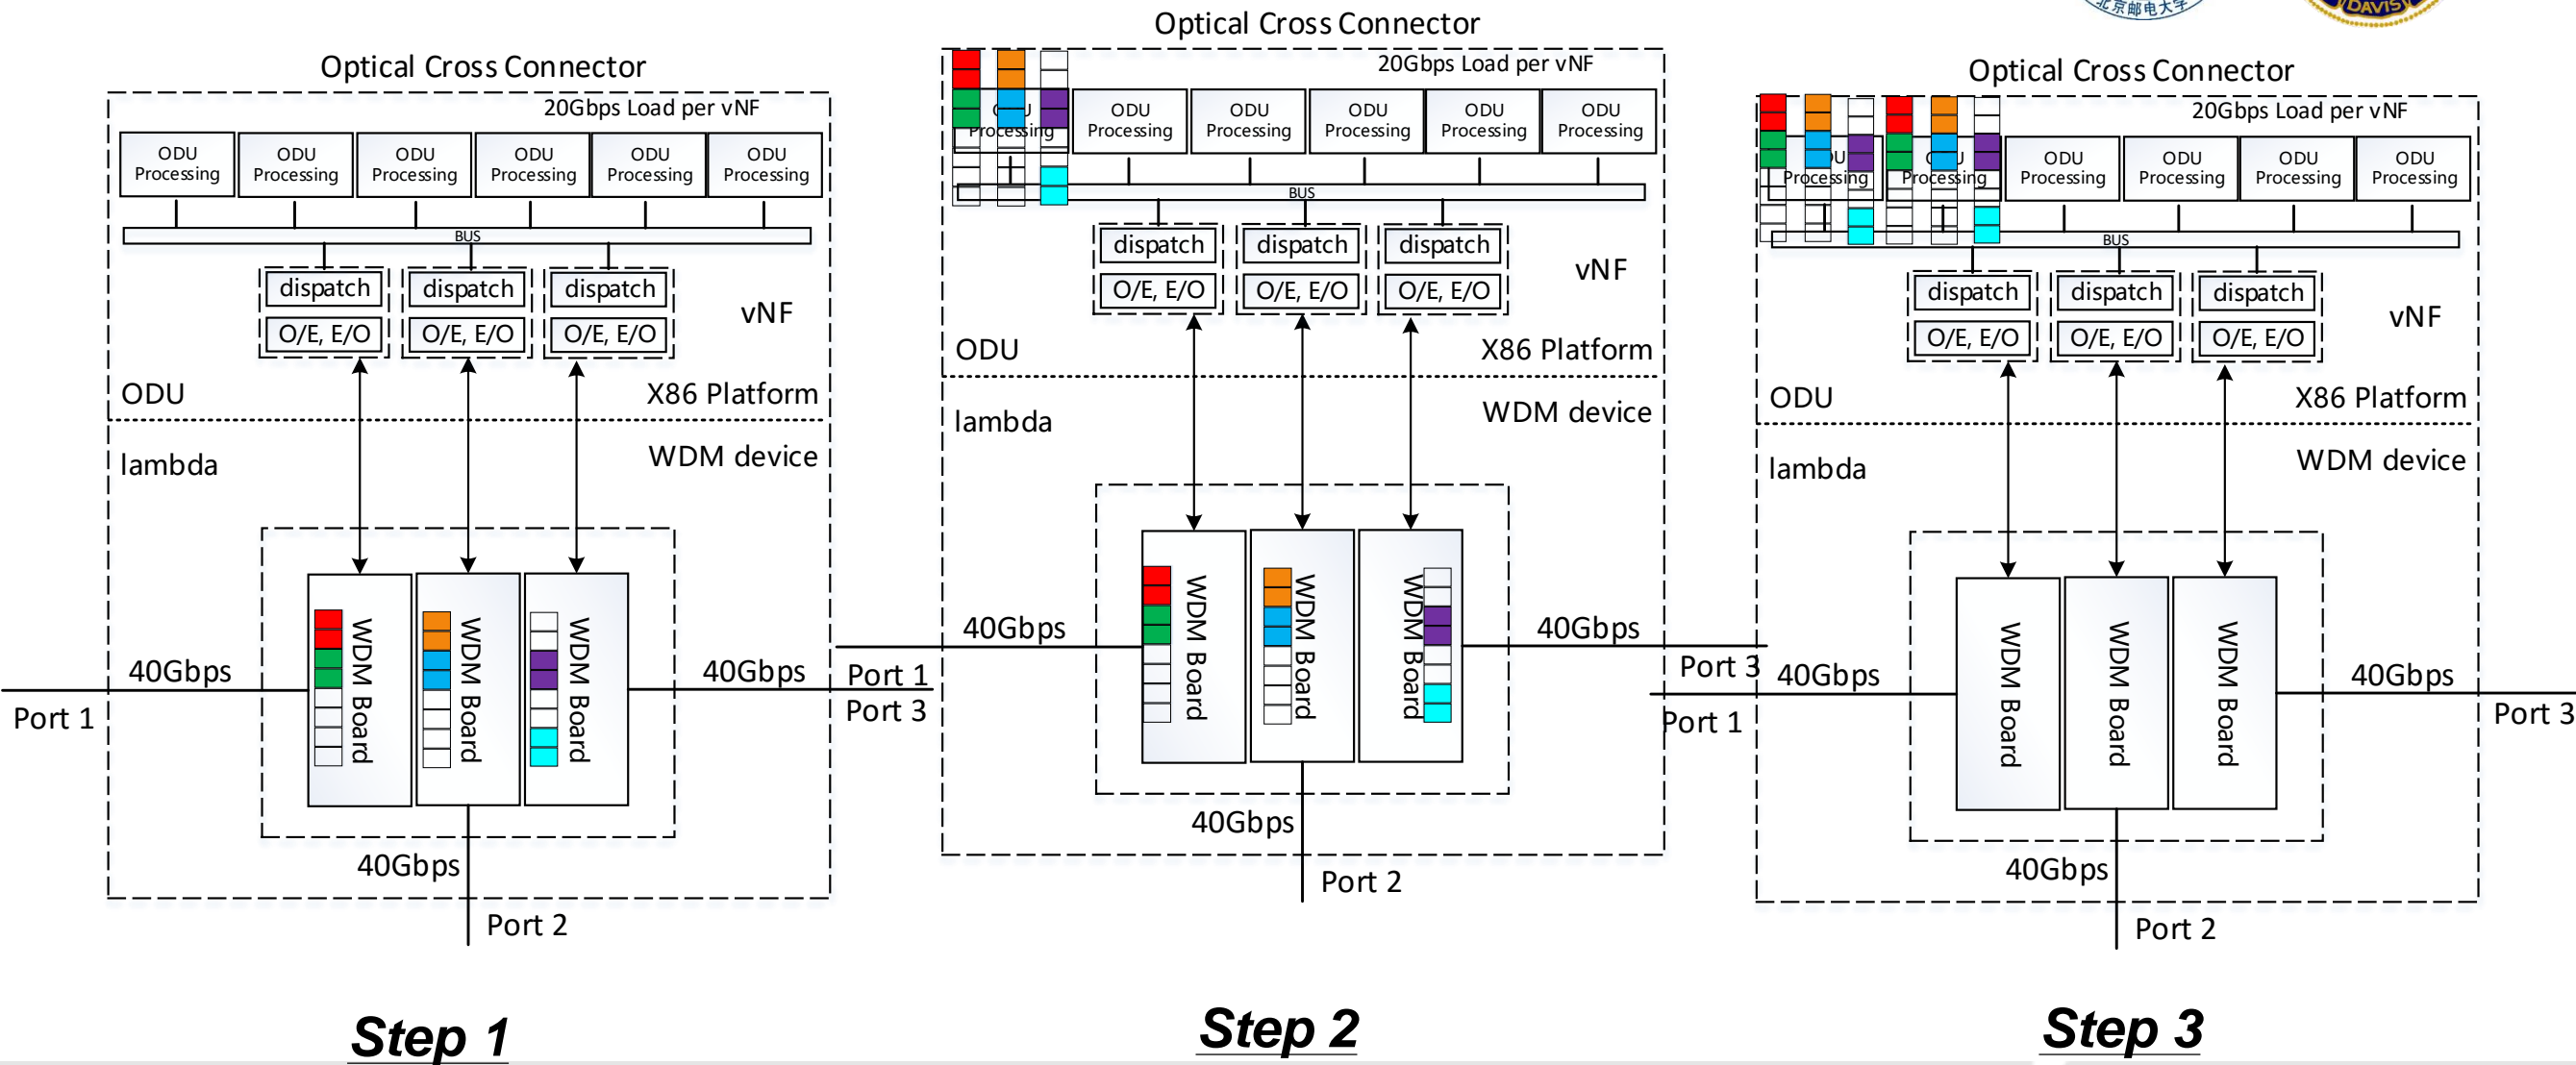 北京邮电大学
DAVIS
Optical Cross Connector
20Gbps Load per vNF
ODU
Processing
ODU
Processing
ODU
Processing
ODU
Processing
ODU
Processing
ODU
Processing
BUS
dispatch
dispatch
dispatch
O/E, E/O
O/E, E/O
O/E, E/O
vNF
ODU
X86 Platform
lambda
WDM device
WDM Board
WDM Board
WDM Board
40Gbps
40Gbps
Port 1
Port 3
40Gbps
Port 2
Step 1
Optical Cross Connector
20Gbps Load per vNF
Processing
ODU
Processing
ODU
Processing
ODU
Processing
ODU
Processing
ODU
Processing
BUS
dispatch
dispatch
dispatch
O/E, E/O
O/E, E/O
O/E, E/O
vNF
ODU
X86 Platform
lambda
WDM device
WDM Board
WDM Board
WDM Board
40Gbps
40Gbps
Port 1
Port 3
40Gbps
Port 2
Step 2
Optical Cross Connector
20Gbps Load per vNF
Processing
Processing
ODU
Processing
ODU
Processing
ODU
Processing
ODU
Processing
BUS
dispatch
dispatch
dispatch
O/E, E/O
O/E, E/O
O/E, E/O
vNF
ODU
X86 Platform
lambda
WDM device
WDM Board
WDM Board
WDM Board
40Gbps
40Gbps
Port 1
Port 3
40Gbps
Port 2
Step 3